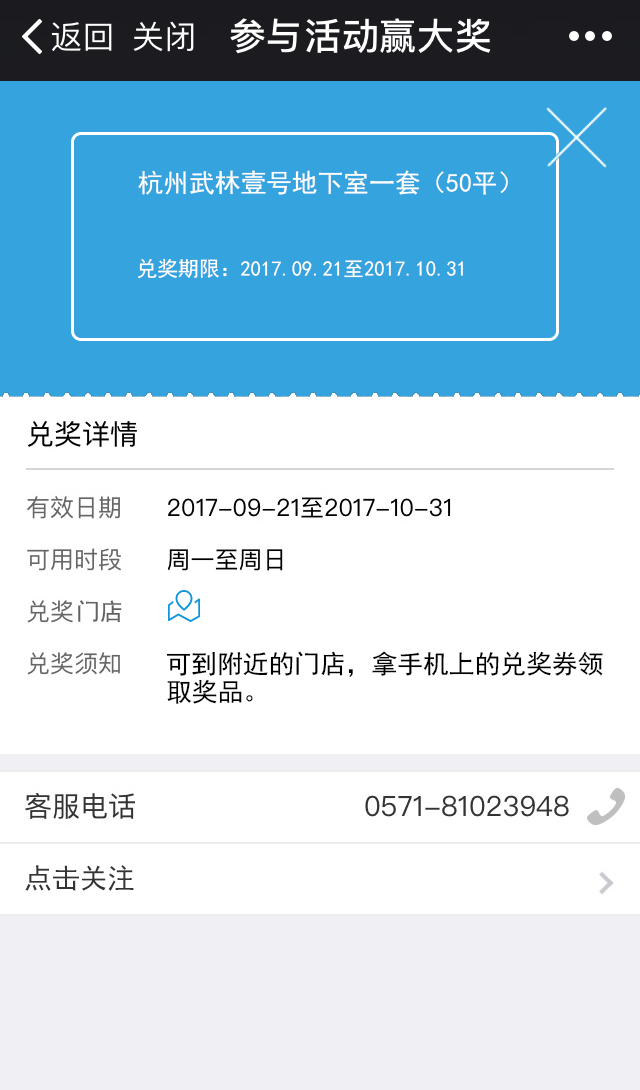 返回 关闭 参与活动赢大奖
杭州武林壹号地下室一套（50平）
兑奖期限：2017.09.21至2017.10.31
兑奖详情
有效日期 2017-09-21至2017-10-31
可用时段 周一至周日
兑奖门店
兑奖须知 可到附近的门店，拿手机上的兑奖券领
取奖品。
客服电话 0571-81023948
点击关注